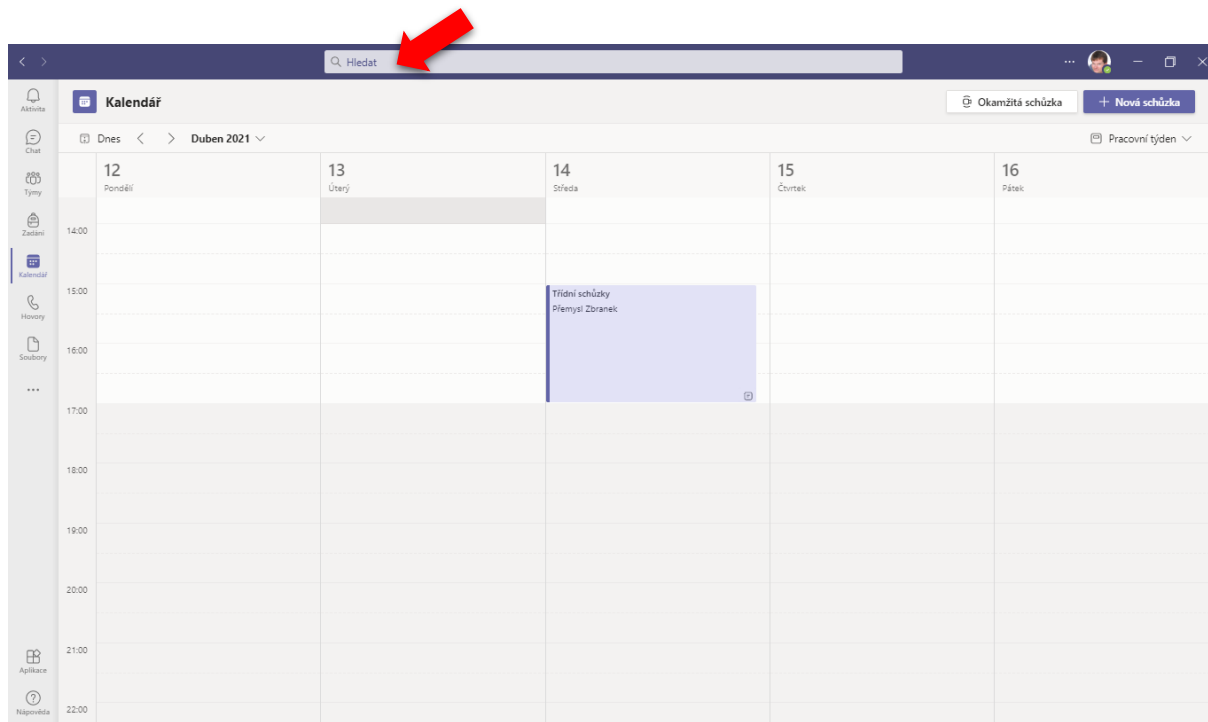 Hledat
Aktivita
Chat
Týmy
Zadání
Kalendář
Hovory
Soubory
Aplikace
Nápověda
Kalendář
Okamžitá schůzka
Nová schůzka
Dnes
Duben 2021
Pracovní týden
12
Pondělí
13
Úterý
14
Středa
15
Čtvrtek
16
Pátek
14:00
15:00
16:00
17:00
18:00
19:00
20:00
21:00
22:00
Třídní schůzky
Přemysl Zbranek